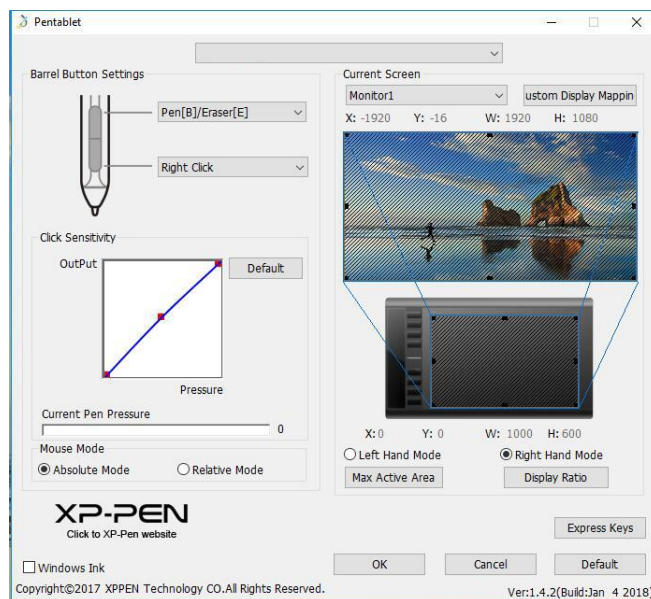 Pentablet
Barrel Button Settings
Pen[B]/Eraser[E]
Right Click
Click Sensitivity
OutPut
Default
Pressure
Current Pen Pressure
0
Mouse Mode
Absolute Mode
Relative Mode
XP-PEN
Click to XP-Pen website
Windows Ink
Copyright©2017 XPPEN Technology CO.All Rights Reserved.
Current Screen
Monitor1
ustom Display Mappin
X: -1920 Y: -16 W: 1920 H: 1080
X: 0 Y: 0 W: 1000 H: 600
Left Hand Mode
Right Hand Mode
Max Active Area
Display Ratio
Express Keys
OK
Cancel
Default
Ver:1.4.2(Build:Jan 4 2018)